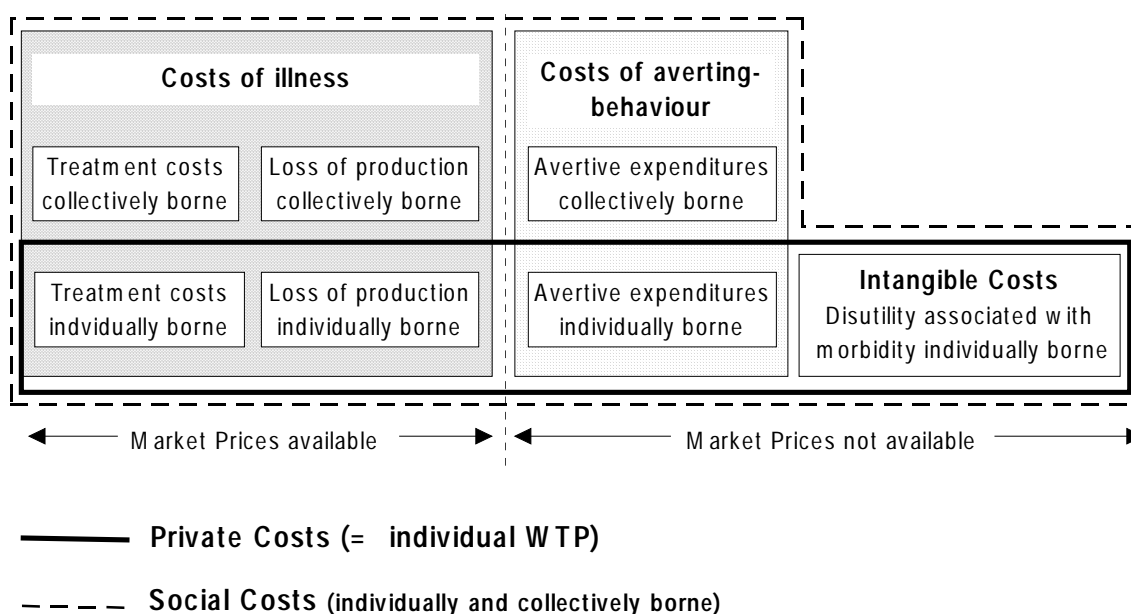 Costs of illness
Costs of averting-
behaviour
Treatment costs
collectively borne
Loss of production
collectively borne
Avertive expenditures
collectively borne
Treatment costs
indvidually borne
Loss of production
individually borne
Avertive expenditures
individually borne
Intangible Costs
Disutility associated with
morbidity individually borne
Market Prices available
Market Prices not available
Private Costs (= individual WTP)
Social Costs (individually and collectively borne)